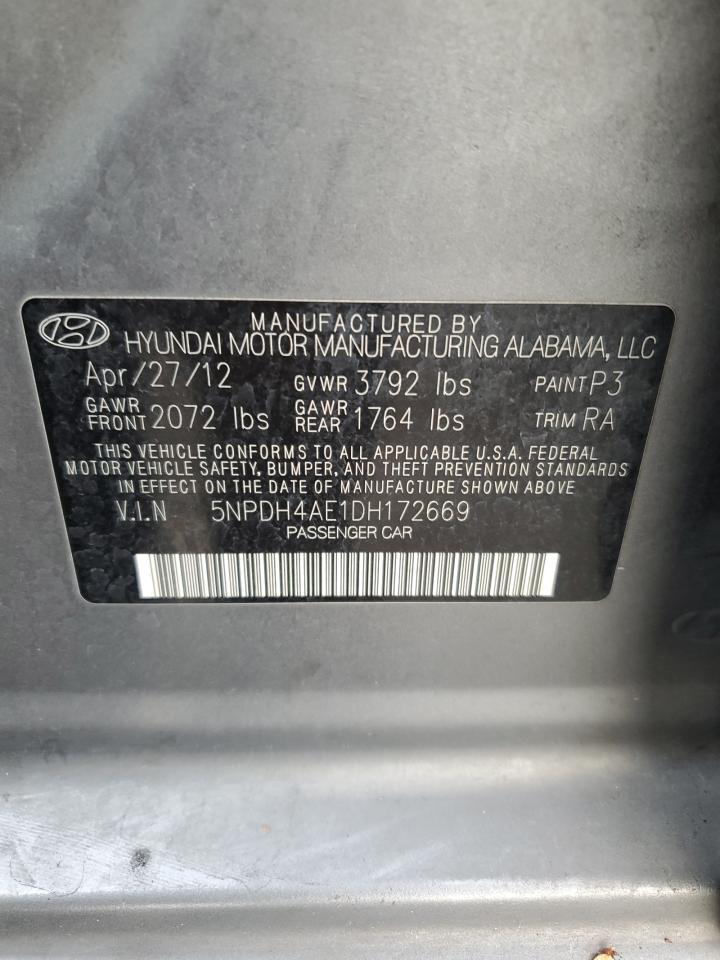 MANUFACTURED BY
HYUNDAI MOTOR MANUFACTURING ALABAMA, LLC
Apr/27/12 GVWR 3792 lbs PAINT P3
GAWR FRONT 2072 lbs GAWR REAR 1764 lbs TRIM RA
THIS VEHICLE CONFORMS TO ALL APPLICABLE U.S.A. FEDERAL
MOTOR VEHICLE SAFETY, BUMPER, AND THEFT PREVENTION STANDARDS
IN EFFECT ON THE DATE OF MANUFACTURE SHOWN ABOVE
V.I.N 5NPDH4AE1DH172669
PASSENGER CAR